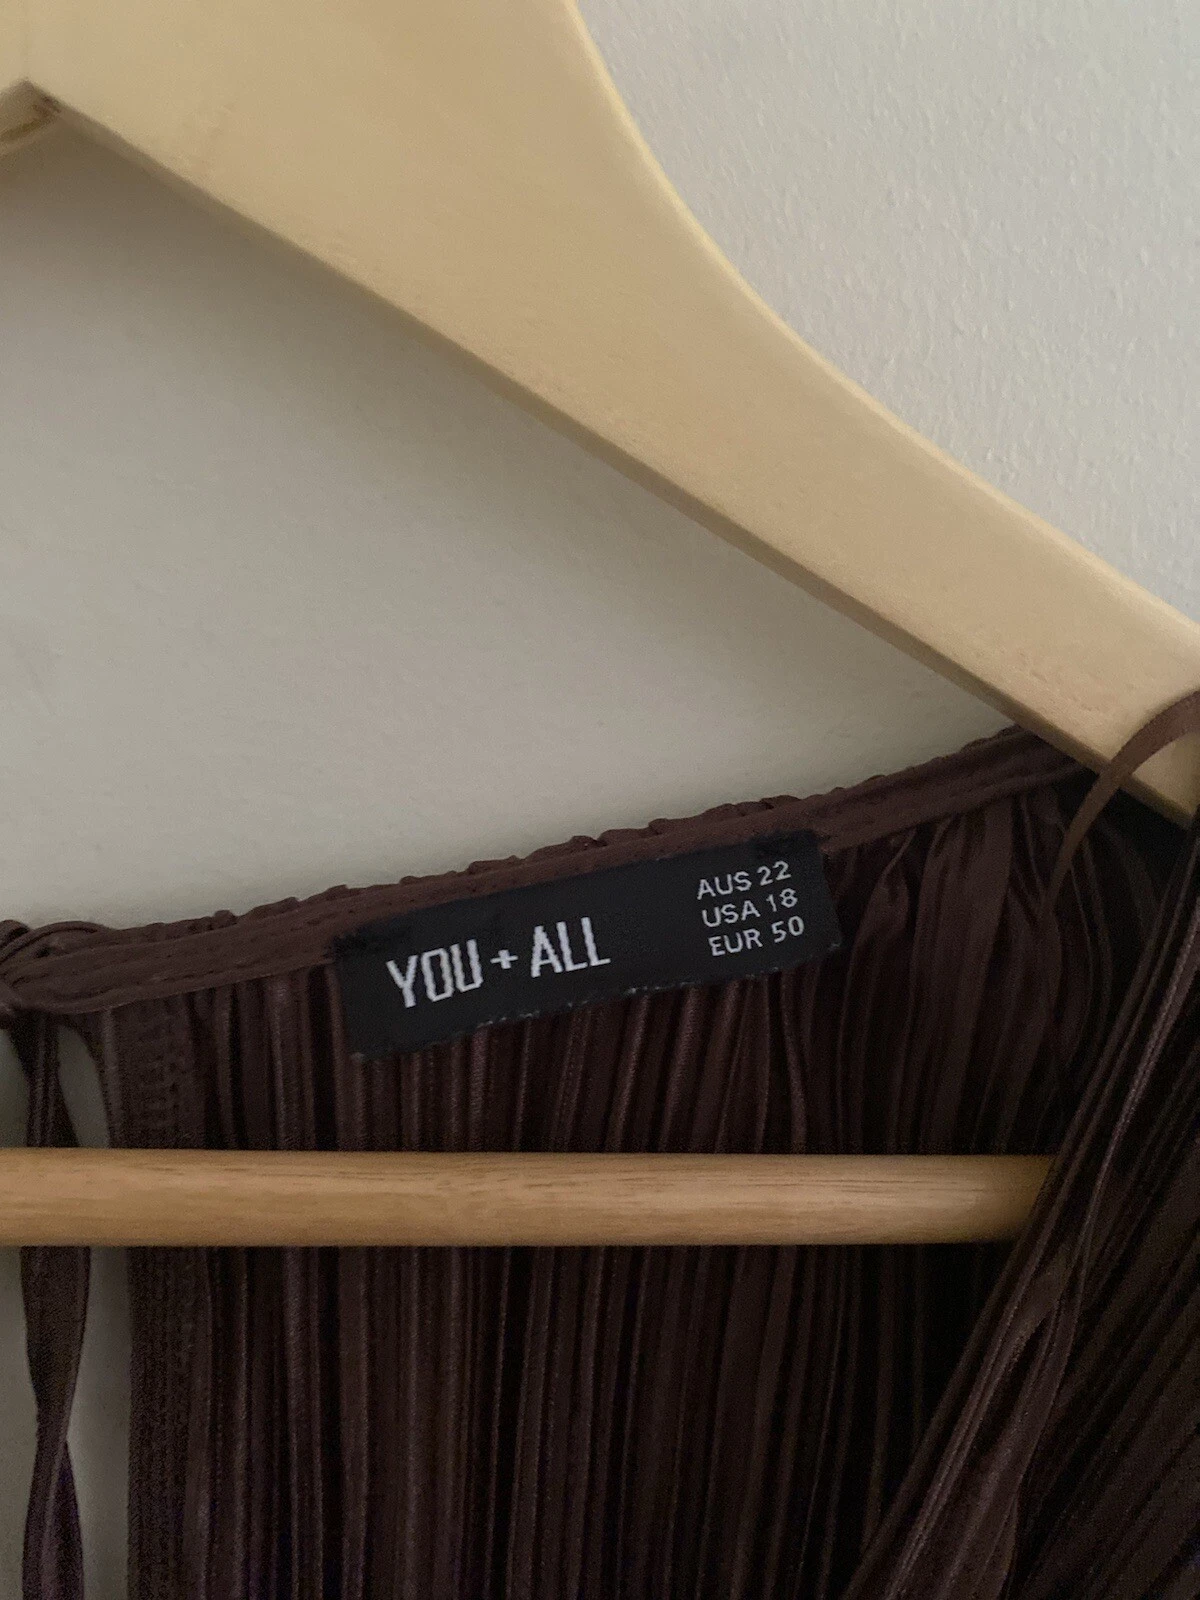 YOU + ALL
AUS 22
USA 18
EUR 50